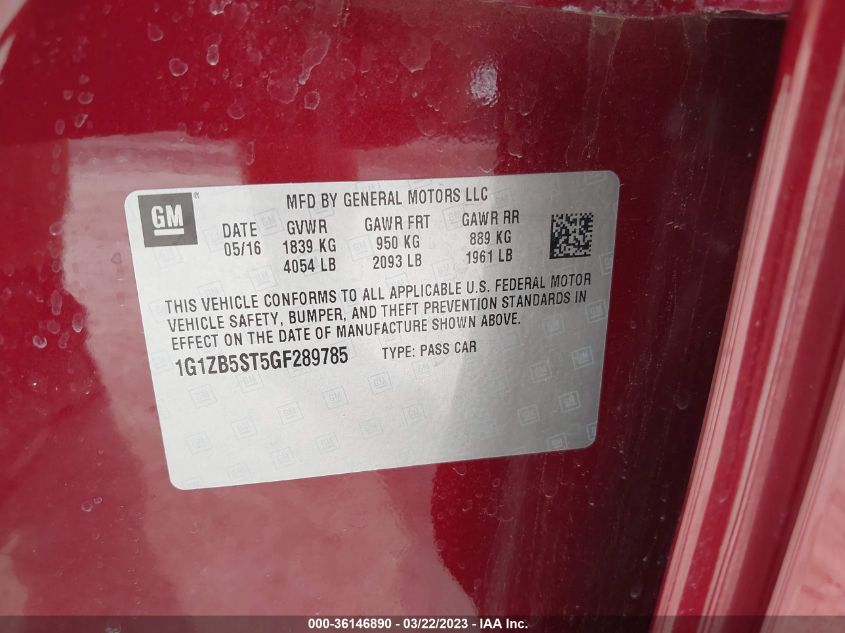 GM ® MFD BY GENERAL MOTORS LLC
DATE GVWR GAWR FRT GAWR RR
05/16 1839 KG 950 KG 889 KG
4054 LB 2093 LB 1961 LB
THIS VEHICLE CONFORMS TO ALL APPLICABLE U.S. FEDERAL MOTOR
VEHICLE SAFETY, BUMPER, AND THEFT PREVENTION STANDARDS IN
EFFECT ON THE DATE OF MANUFACTURE SHOWN ABOVE.
1G1ZB5ST5GF289785 TYPE: PASS CAR
000-36146890 - 03/22/2023 - IAA Inc.